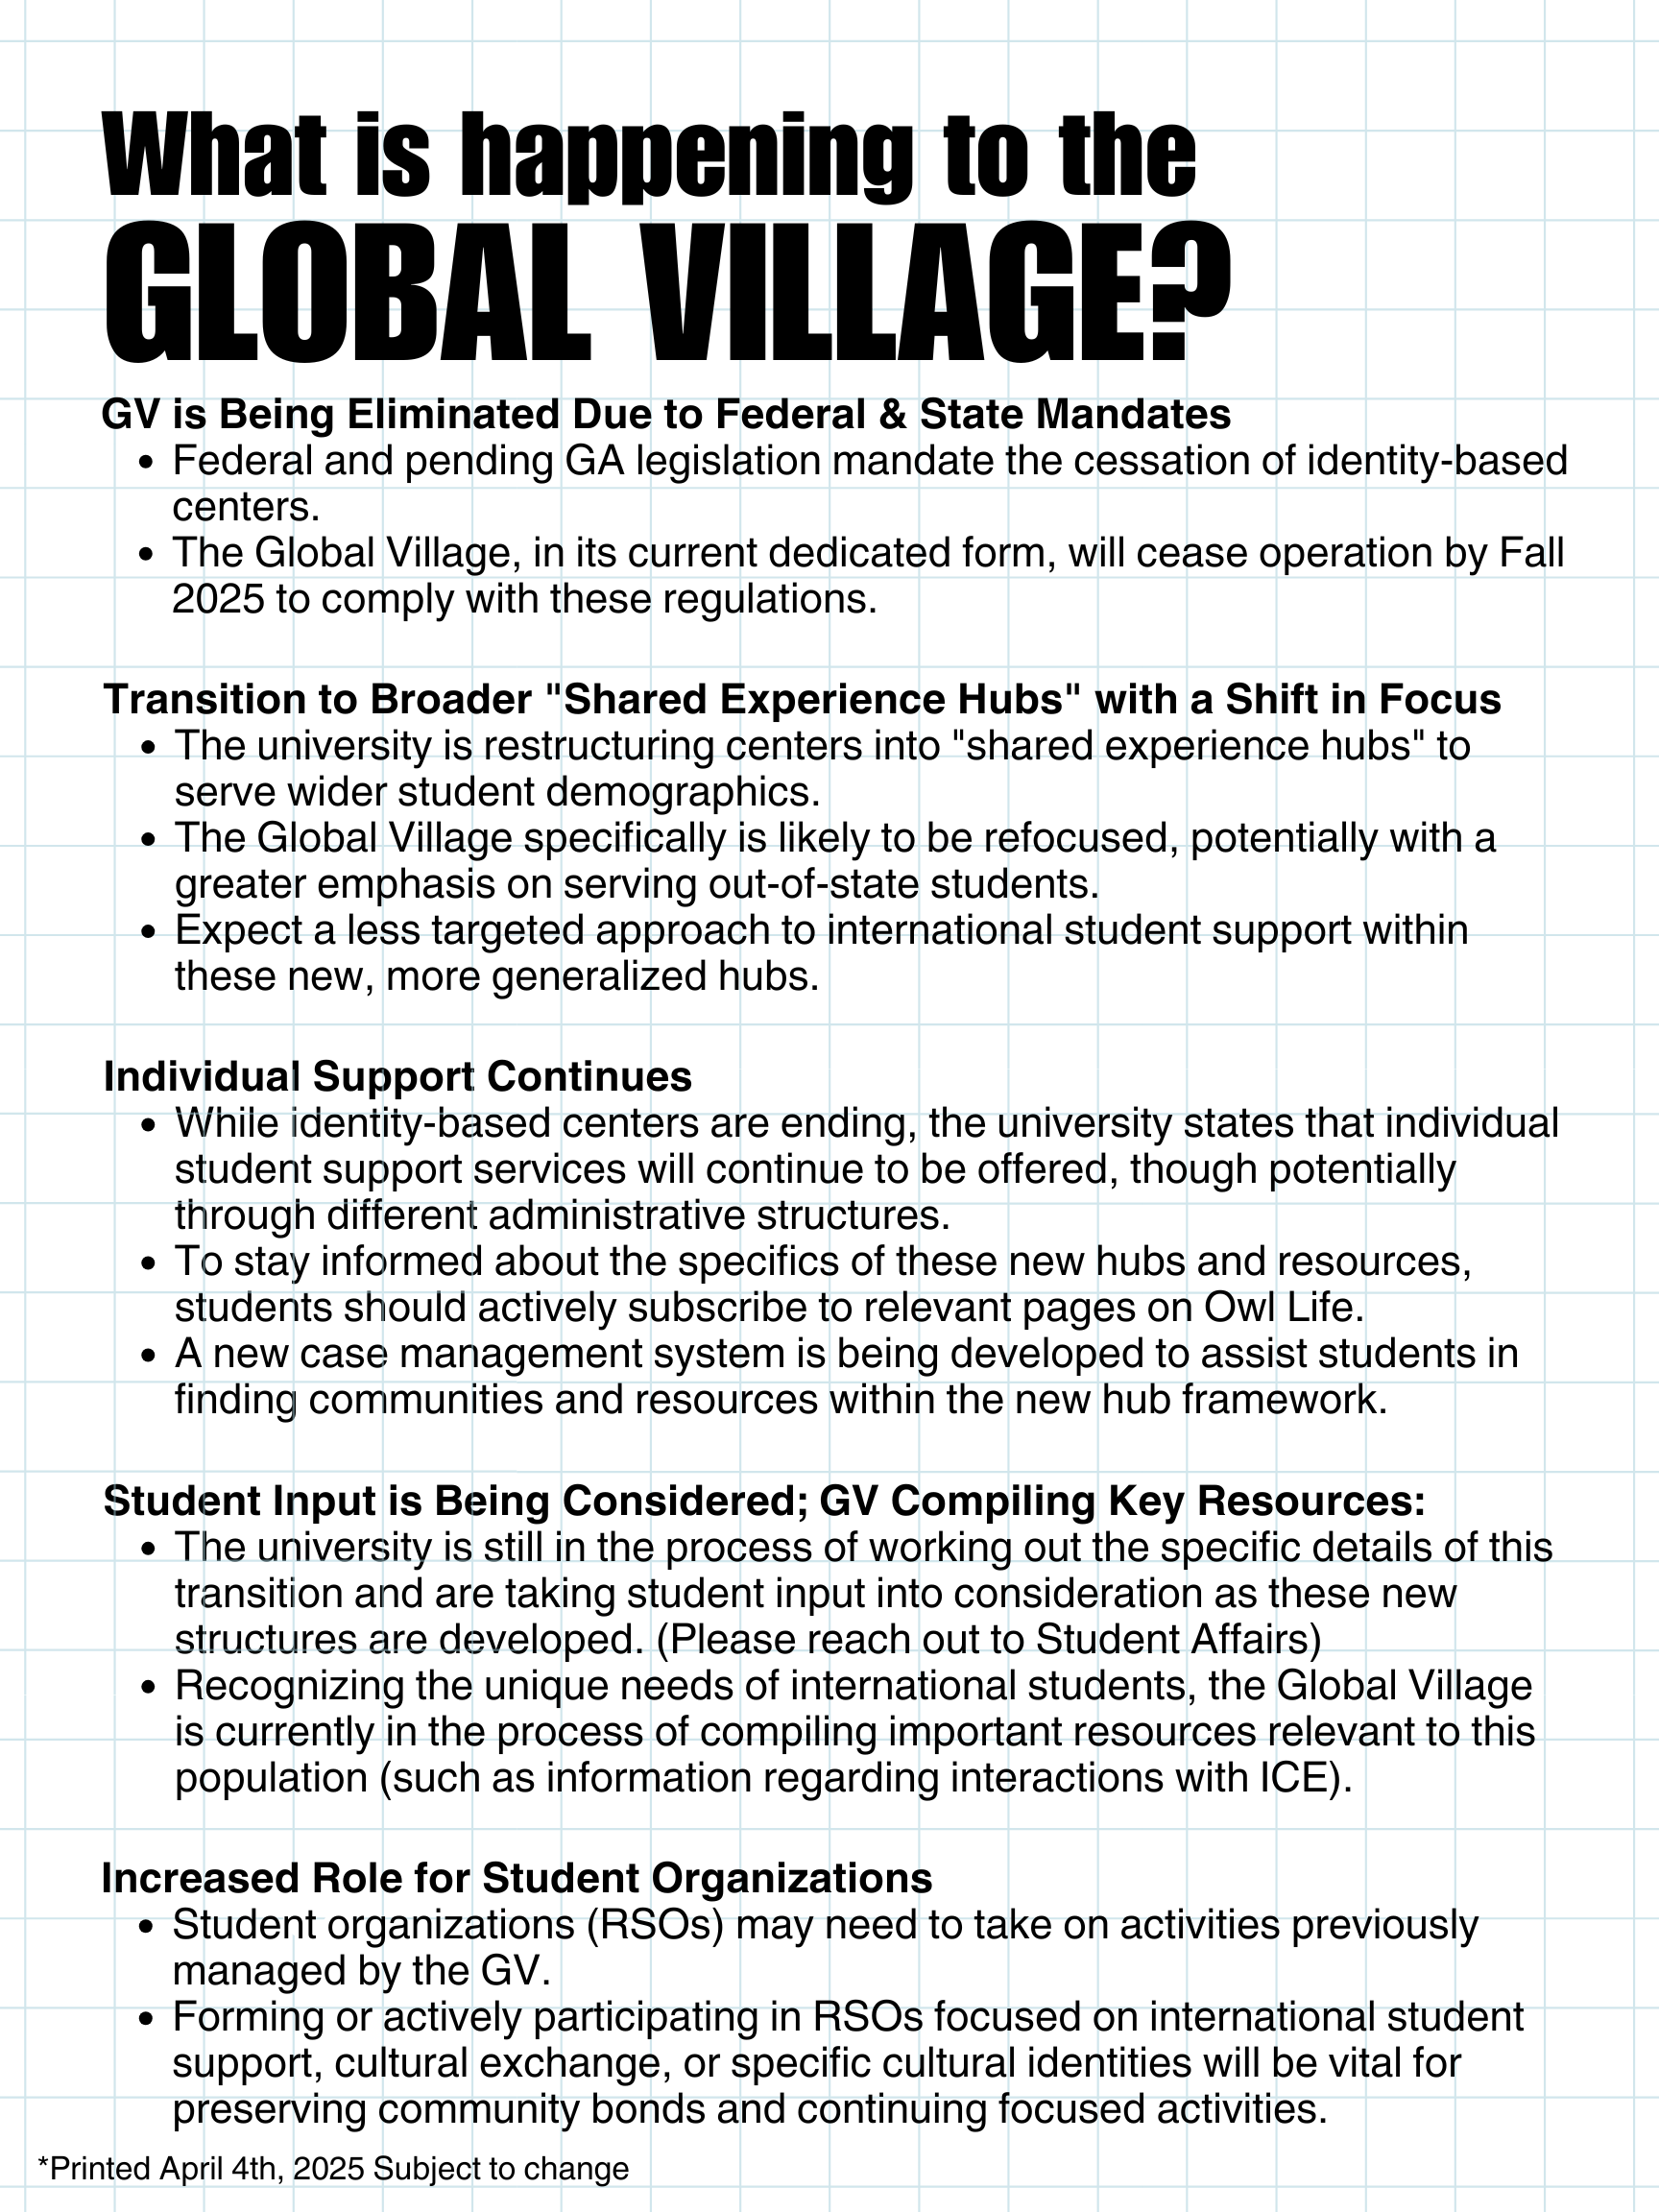 What is happening to the
GLOBAL VILLAGE?
GV is Being Eliminated Due to Federal & State Mandates
• Federal and pending GA legislation mandate the cessation of identity-based
centers.
• The Global Village, in its current dedicated form, will cease operation by Fall
2025 to comply with these regulations.
Transition to Broader "Shared Experience Hubs" with a Shift in Focus
• The university is restructuring centers into "shared experience hubs" to
serve wider student demographics.
• The Global Village specifically is likely to be refocused, potentially with a
greater emphasis on serving out-of-state students.
• Expect a less targeted approach to international student support within
these new, more generalized hubs.
Individual Support Continues
• While identity-based centers are ending, the university states that individual
student support services will continue to be offered, though potentially
through different administrative structures.
• To stay informed about the specifics of these new hubs and resources,
students should actively subscribe to relevant pages on Owl Life.
• A new case management system is being developed to assist students in
finding communities and resources within the new hub framework.
Student Input is Being Considered; GV Compiling Key Resources:
• The university is still in the process of working out the specific details of this
transition and are taking student input into consideration as these new
structures are developed. (Please reach out to Student Affairs)
• Recognizing the unique needs of international students, the Global Village
is currently in the process of compiling important resources relevant to this
population (such as information regarding interactions with ICE).
Increased Role for Student Organizations
• Student organizations (RSOs) may need to take on activities previously
managed by the GV.
• Forming or actively participating in RSOs focused on international student
support, cultural exchange, or specific cultural identities will be vital for
preserving community bonds and continuing focused activities.
*Printed April 4th, 2025 Subject to change